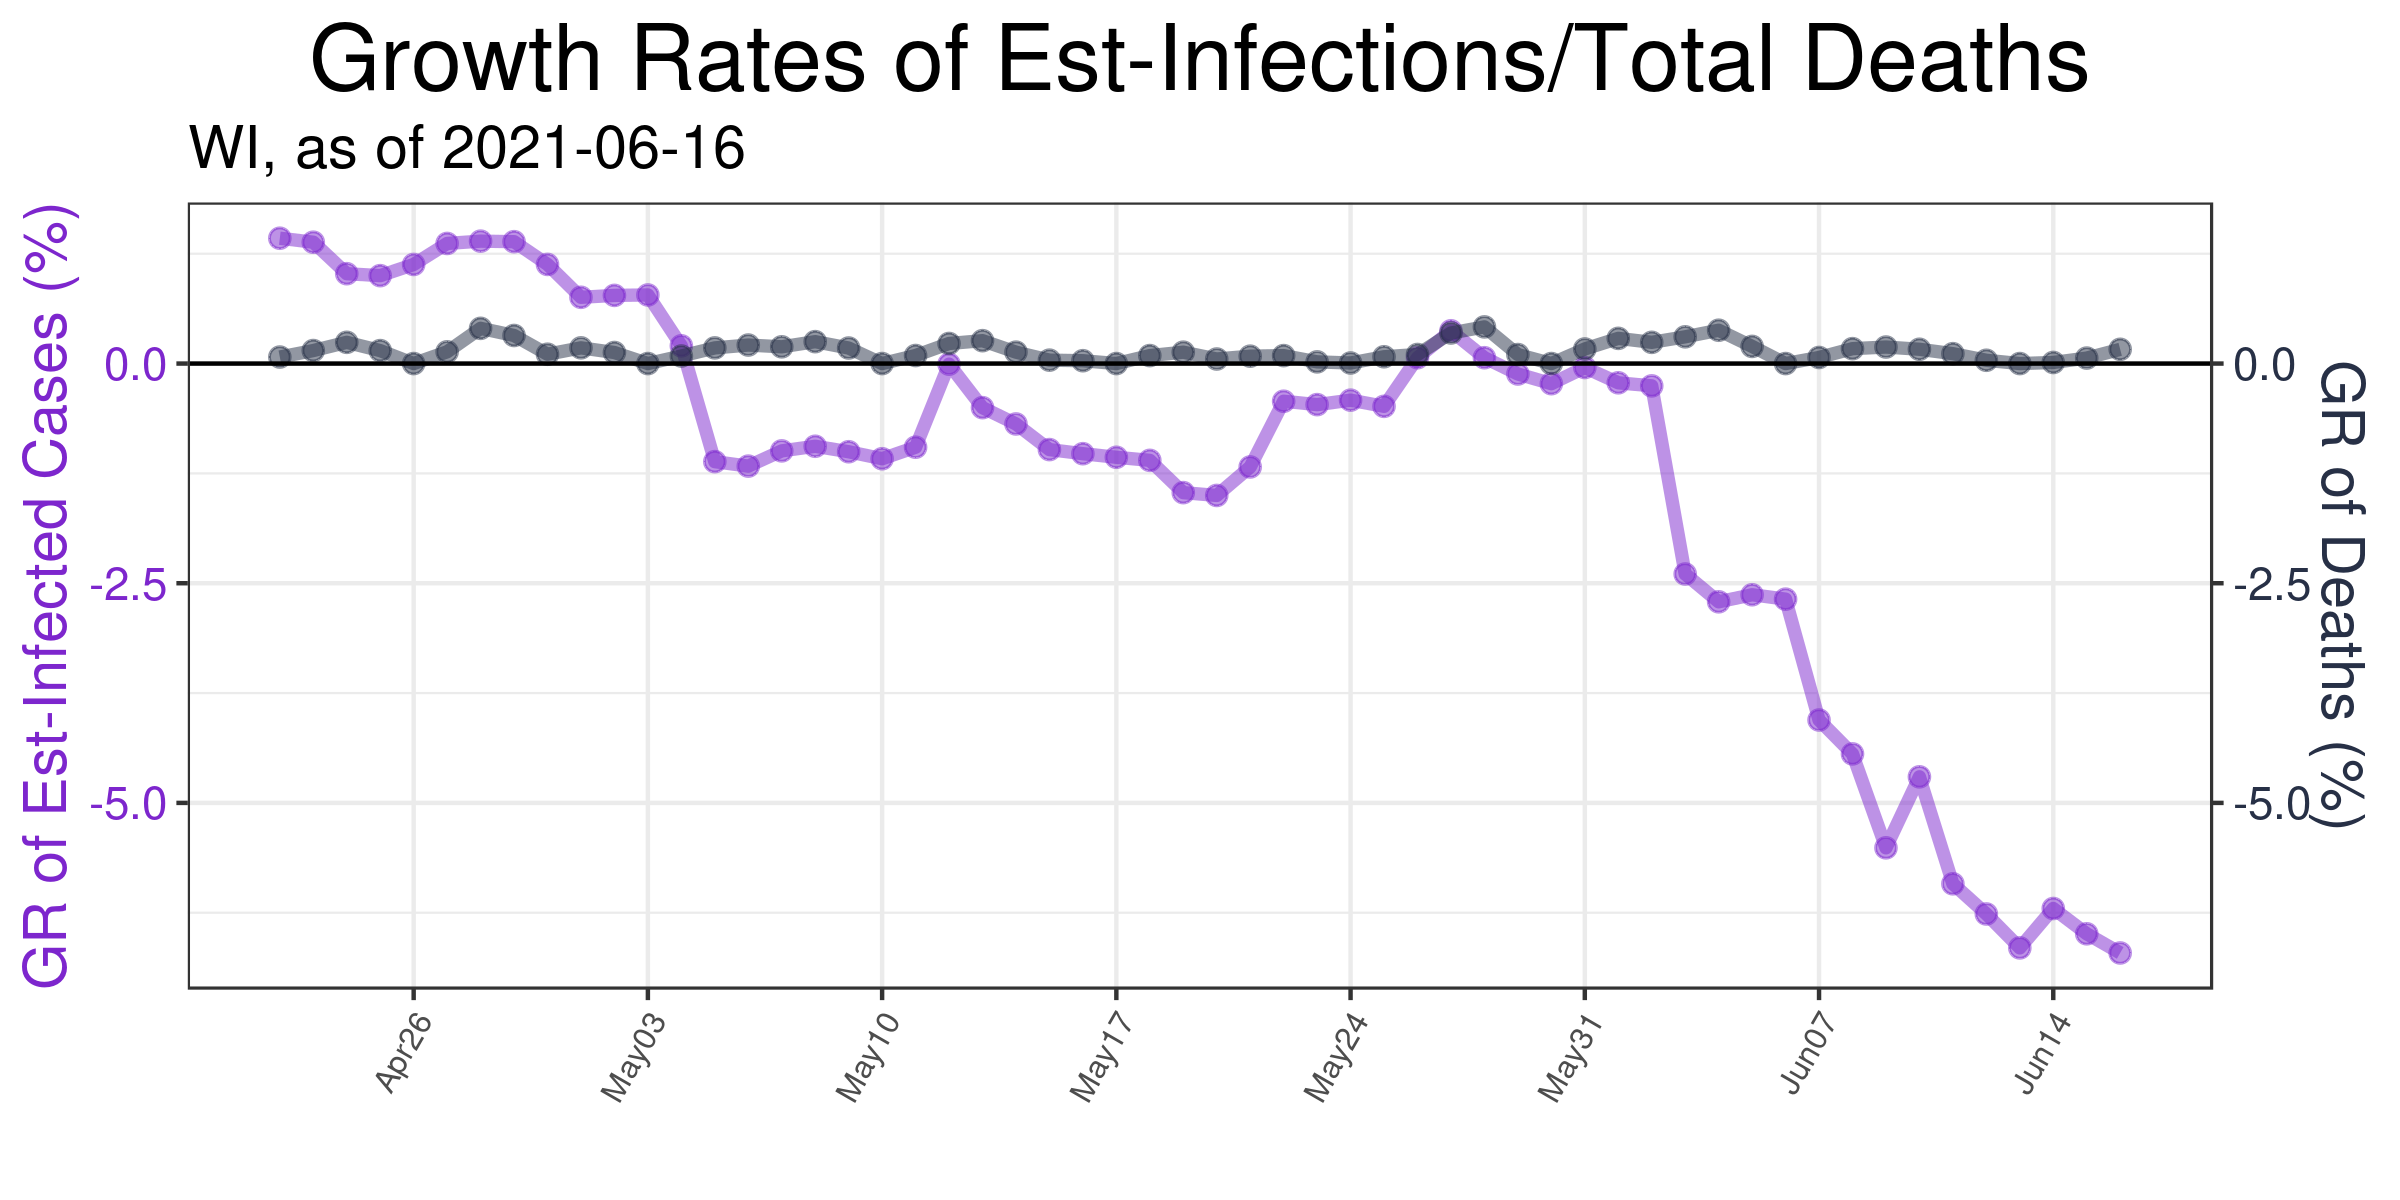 Growth Rates of Est-Infections/Total Deaths
WI, as of 2021-06-16
GR of Est-Infected Cases (%)
0.0
-2.5
-5.0
0.0
-2.5
-5.0
GR of Deaths (%)
Apr26
May03
May10
May17
May24
May31
Jun07
Jun14